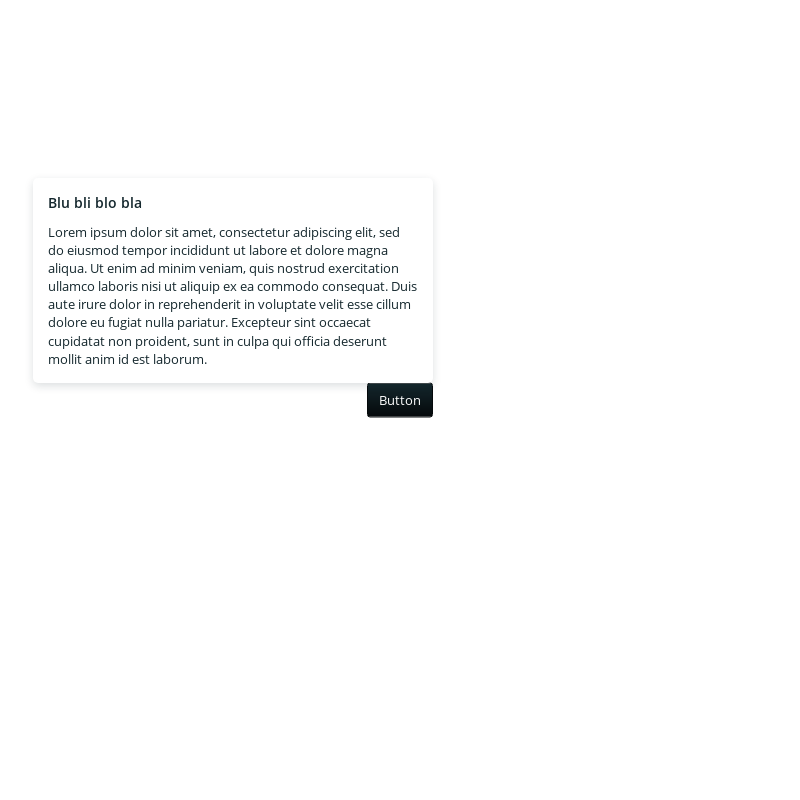 Blu bli blo bla
Lorem ipsum dolor sit amet, consectetur adipiscing elit, sed
do eiusmod tempor incididunt ut labore et dolore magna
aliqua. Ut enim ad minim veniam, quis nostrud exercitation
ullamco laboris nisi ut aliquip ex ea commodo consequat. Duis
aute irure dolor in reprehenderit in voluptate velit esse cillum
dolore eu fugiat nulla pariatur. Excepteur sint occaecat
cupidatat non proident, sunt in culpa qui officia deserunt
mollit anim id est laborum.
Button